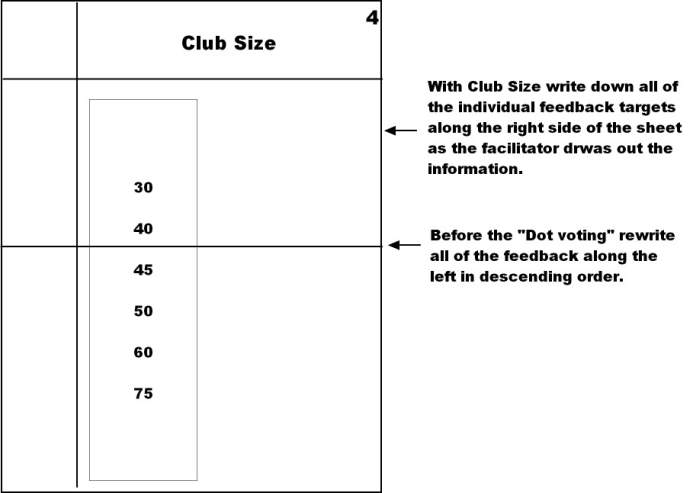 4
Club Size
With Club Size write down all of
the individual feedback targets
along the right side of the sheet
as the facilitator drwas out the
information.
30
40
Before the "Dot voting" rewrite
all of the feedback along the
left in descending order.
45
50
60
75